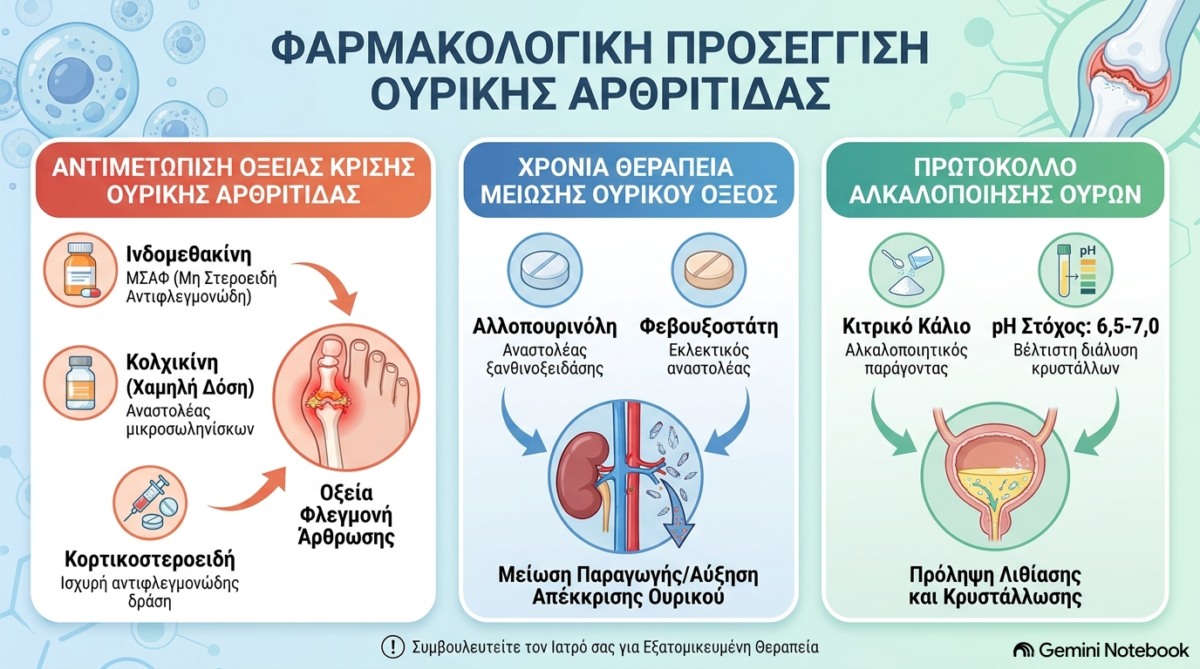 ΦΑΡΜΑΚΟΛΟΓΙΚΗ ΠΡΟΣΕΓΓΙΣΗ
ΟΥΡΙΚΗΣ ΑΡΘΡΙΤΙΔΑΣ
ΑΝΤΙΜΕΤΩΠΙΣΗ ΟΞΕΙΑΣ ΚΡΙΣΗΣ
ΟΥΡΙΚΗΣ ΑΡΘΡΙΤΙΔΑΣ
Ινδομεθακίνη
ΜΣΑΦ (Μη Στεροειδή
Αντιφλεγμονώδη)
Κολχικίνη
(Χαμηλή Δόση)
Αναστολέας
μικροσωληνίσκων
Κορτικοστεροειδή
Ισχυρή αντιφλεγμονώδης
δράση
Οξεία
Φλεγμονή
Άρθρωσης
ΧΡΟΝΙΑ ΘΕΡΑΠΕΙΑ
ΜΕΙΩΣΗΣ ΟΥΡΙΚΟΥ ΟΞΕΟΣ
Αλλοπουρινόλη
Αναστολέας
ξανθινοξειδάσης
Φεβουξοστάτη
Εκλεκτικός
αναστολέας
Μείωση Παραγωγής/Αύξηση
Απέκκρισης Ουρικού
ΠΡΩΤΟΚΟΛΛΟ
ΑΛΚΑΛΟΠΟΙΗΣΗΣ ΟΥΡΩΝ
Κιτρικό Κάλιο
Αλκαλοποιητικός
παράγοντας
pH
pH Στόχος: 6,5-7,0
Βέλτιστη διάλυση
κρυστάλλων
Πρόληψη Λιθίασης
και Κρυστάλλωσης
! Συμβουλευτείτε τον Ιατρό σας για Εξατομικευμένη Θεραπεία
Gemini Notebook